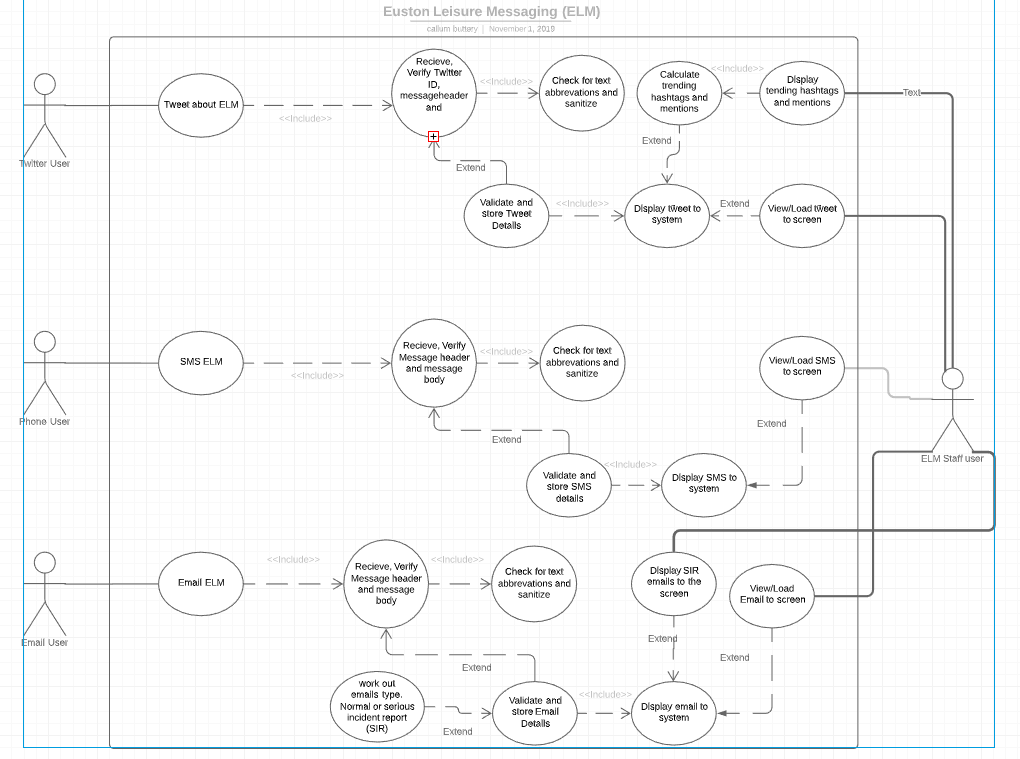 Euston Leisure Messaging (ELM)
callum buttery | November 1, 2019
Recieve,
Verify Twitter
ID,
messageheader
and
<<Include>>
Check for text
abbrevations and
sanitize
Calculate
trending
hashtags and
mentions
<<Include>>
Display
tending hashtags
and mentions
Text
Tweet about ELM
<<Include>>
Twitter User
Extend
Extend
Validate and
store Tweet
Details
<<Include>>
Display tweet to
system
Extend
View/Load tweet
to screen
SMS ELM
<<Include>>
Recieve, Verify
Message header
and message
body
<<Include>>
Check for text
abbrevations and
sanitize
View/Load SMS
to screen
Phone User
Extend
Extend
ELM Staff user
Validate and
store SMS
details
<<Include>>
Display SMS to
system
Email ELM
<<Include>>
Recieve, Verify
Message header
and message
body
<<Include>>
Check for text
abbrevations and
sanitize
Display SIR
emails to the
screen
View/Load
Email to screen
Email User
Extend
Extend
Extend
work out
emails type.
Normal or serious
incident report
(SIR)
Extend
Validate and
store Email
Details
<<Include>>
Display email to
system